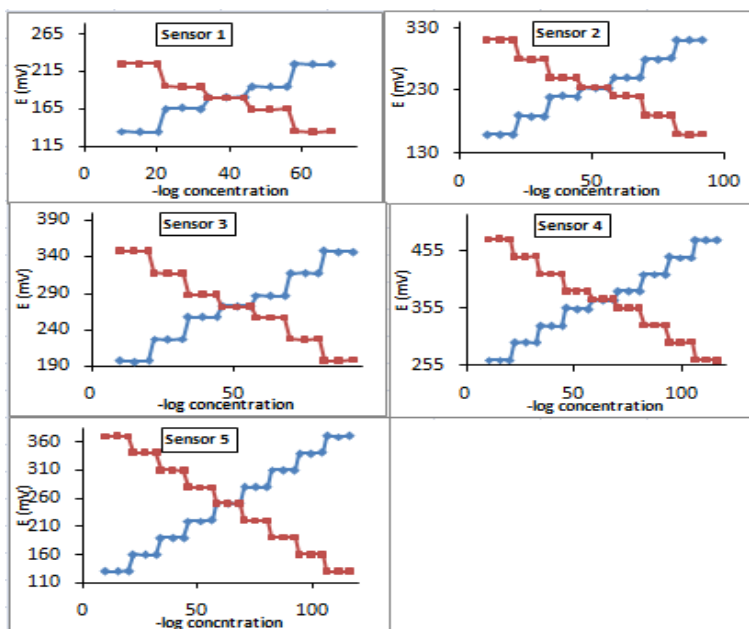 Sensor 1
265
215
165
115
E (mV)
0 20 40 60
-log concentration
Sensor 2
330
230
130
E (mV)
0 50 100
-log concentration
Sensor 3
390
340
290
240
190
E (mV)
0 50
-log concentration
Sensor 4
455
355
255
E (mV)
0 50 100
-log concentration
Sensor 5
360
310
260
210
160
110
E (mV)
0 50 100
-log concntration